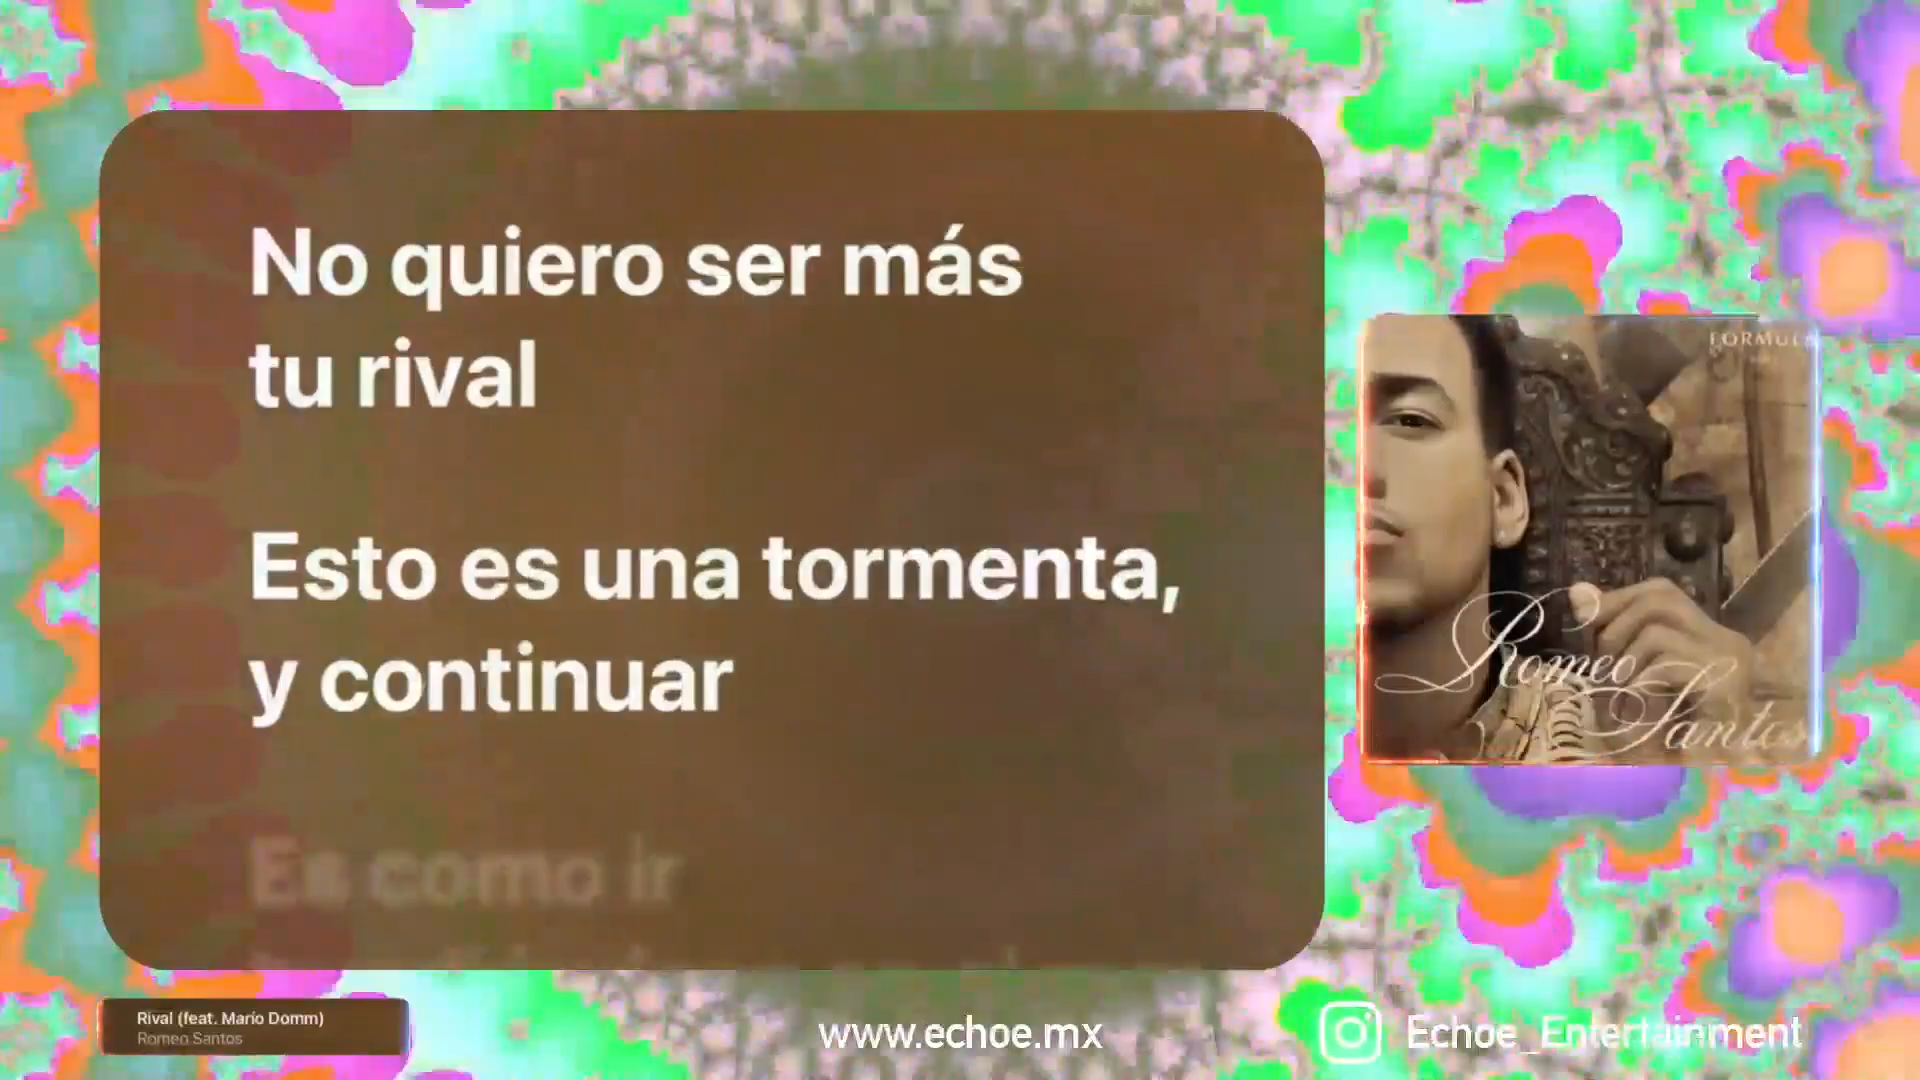 No quiero ser más
tu rival
Esto es una tormenta,
y continuar
Es como ir
FORMULA
Romeo
Santos
Rival (feat. Mario Domm)
Romeo Santos
www.echoe.mx
Echoe_Entertainment